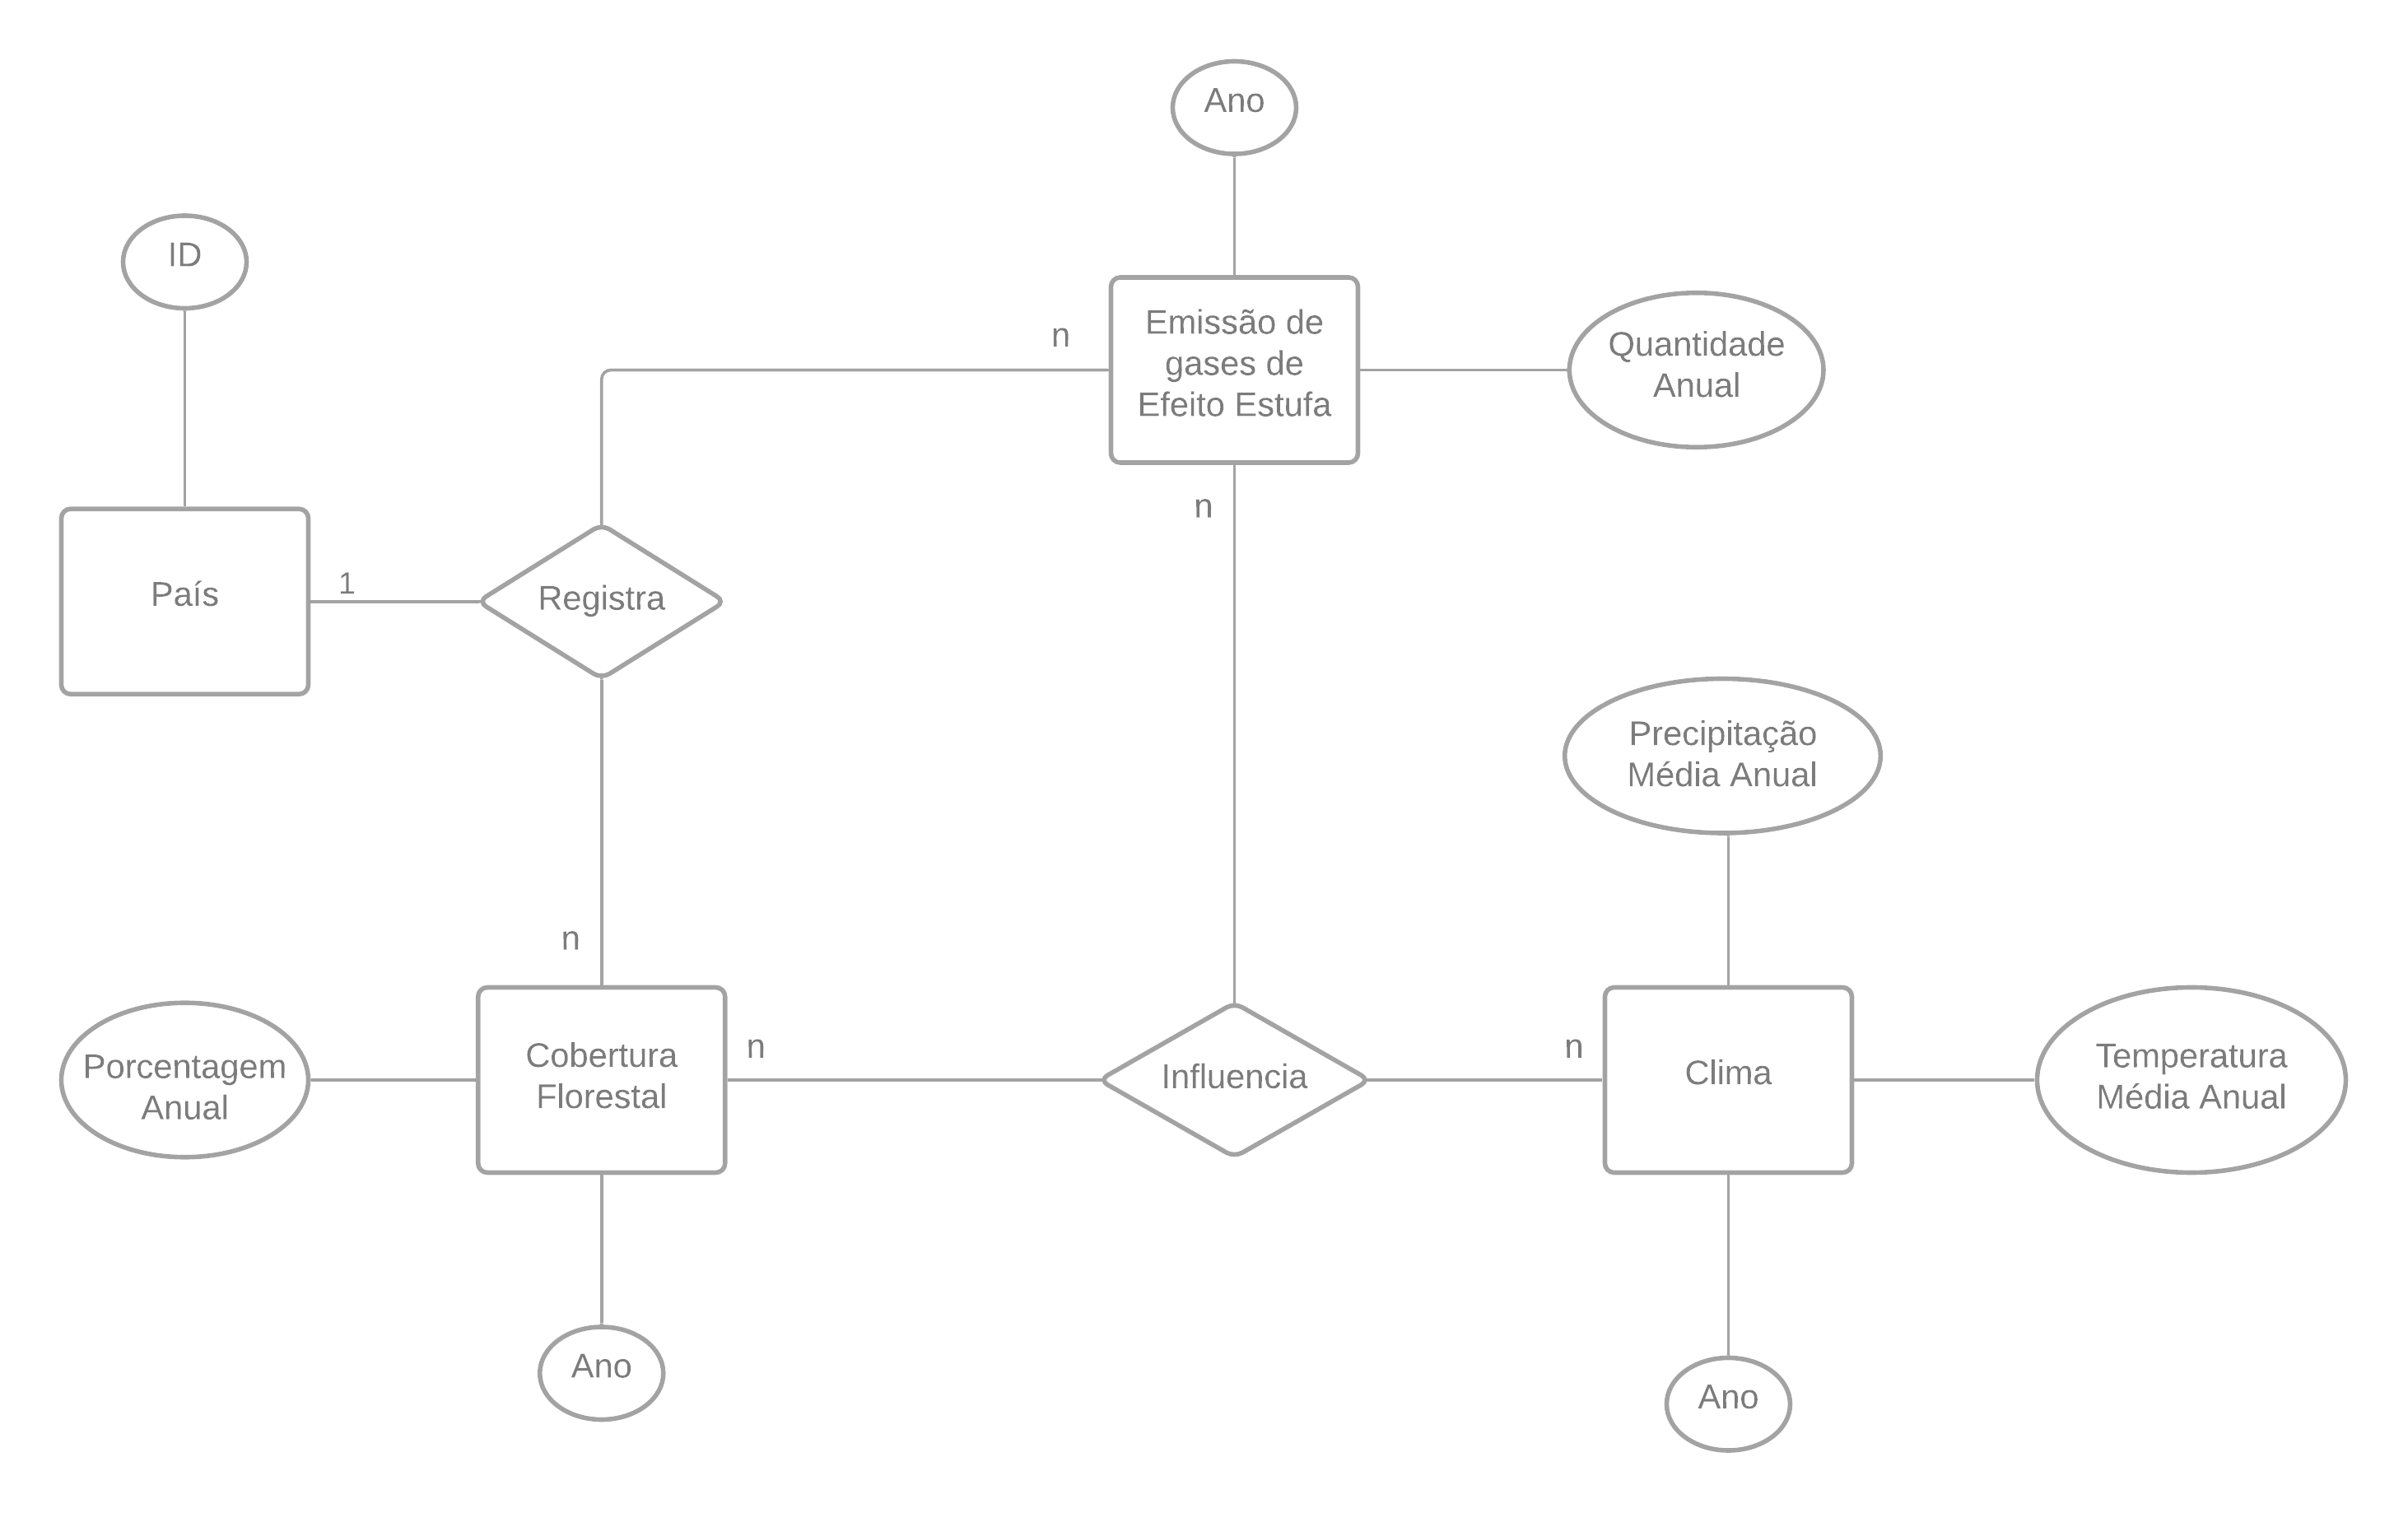 Ano
ID
Emissão de
gases de
Efeito Estufa
n
Quantidade
Anual
n
País
1
Registra
Precipitação
Média Anual
n
Porcentagem
Anual
Cobertura
Florestal
n
Influencia
n
Clima
Temperatura
Média Anual
Ano
Ano